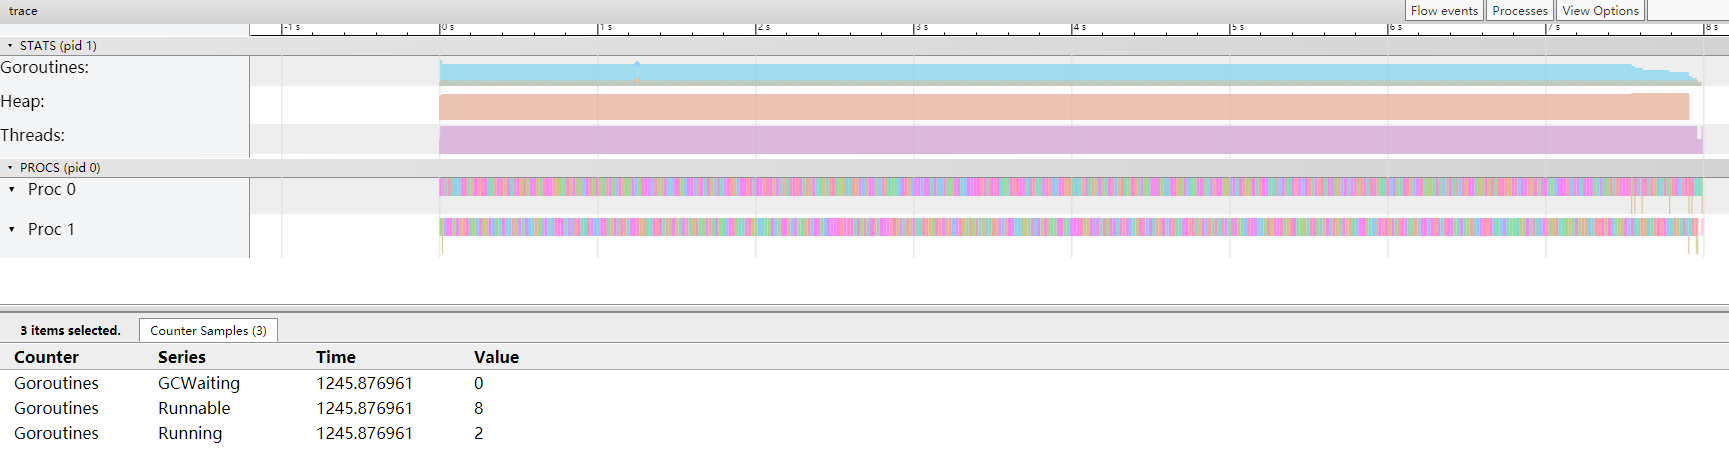 trace
Flow events Processes View Options
-1 s 0 s 1 s 2 s 3 s 4 s 5 s 6 s 7 s 8 s
STATS (pid 1)
Goroutines:
Heap:
Threads:
PROCS (pid 0)
Proc 0
Proc 1
3 items selected. Counter Samples (3)
Counter Series Time Value
Goroutines GCWaiting 1245.876961 0
Goroutines Runnable 1245.876961 8
Goroutines Running 1245.876961 2